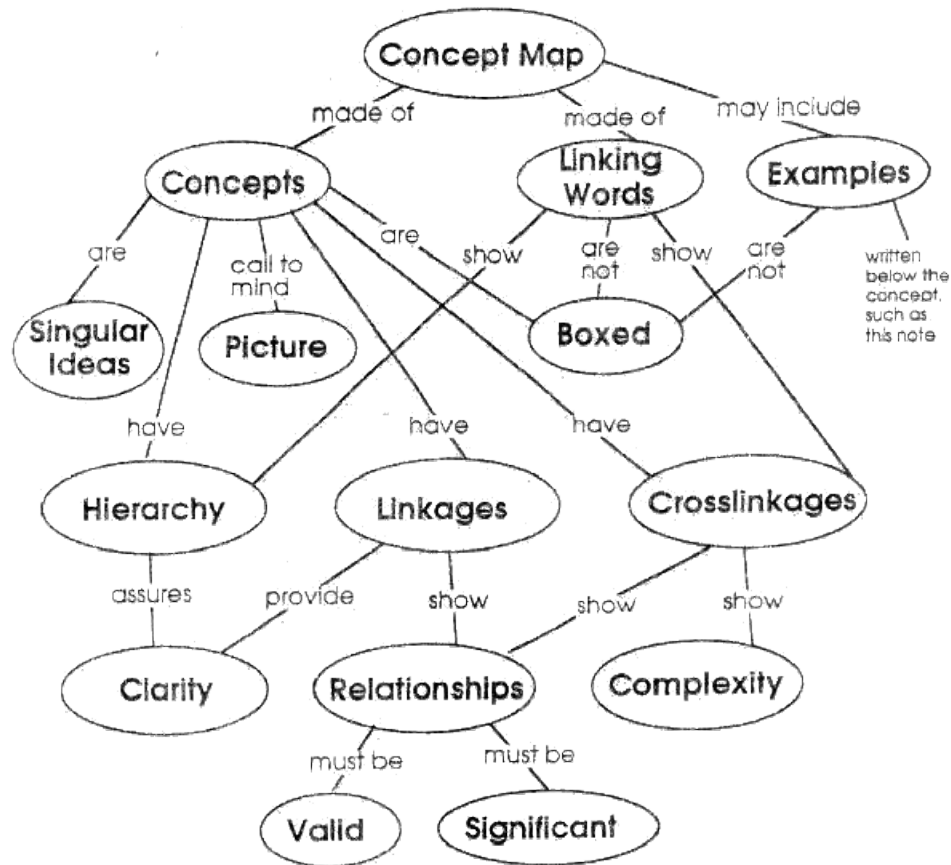 Concept Map
made of
made of
may include
Concepts
Linking
Words
Examples
are
call to
mind
are
show
are
not
show
are
not
written
below the
concept,
such as
this note
Singular
Ideas
Picture
Boxed
have
have
have
Hierarchy
Linkages
Crosslinkages
assures
provide
show
show
show
Clarity
Relationships
Complexity
must be
must be
Valid
Significant